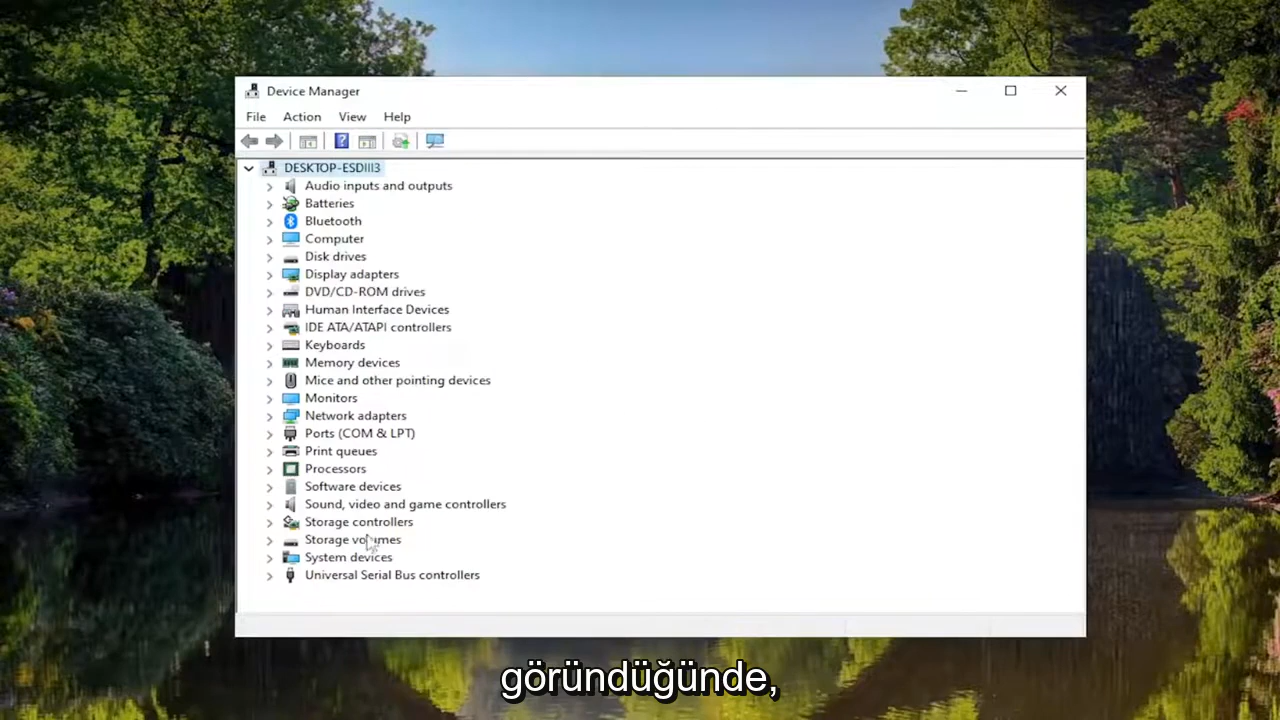 Device Manager
File Action View Help
DESKTOP-ESDIII3
Audio inputs and outputs
Batteries
Bluetooth
Computer
Disk drives
Display adapters
DVD/CD-ROM drives
Human Interface Devices
IDE ATA/ATAPI controllers
Keyboards
Memory devices
Mice and other pointing devices
Monitors
Network adapters
Ports (COM & LPT)
Print queues
Processors
Software devices
Sound, video and game controllers
Storage controllers
Storage volumes
System devices
Universal Serial Bus controllers
göründüğünde,